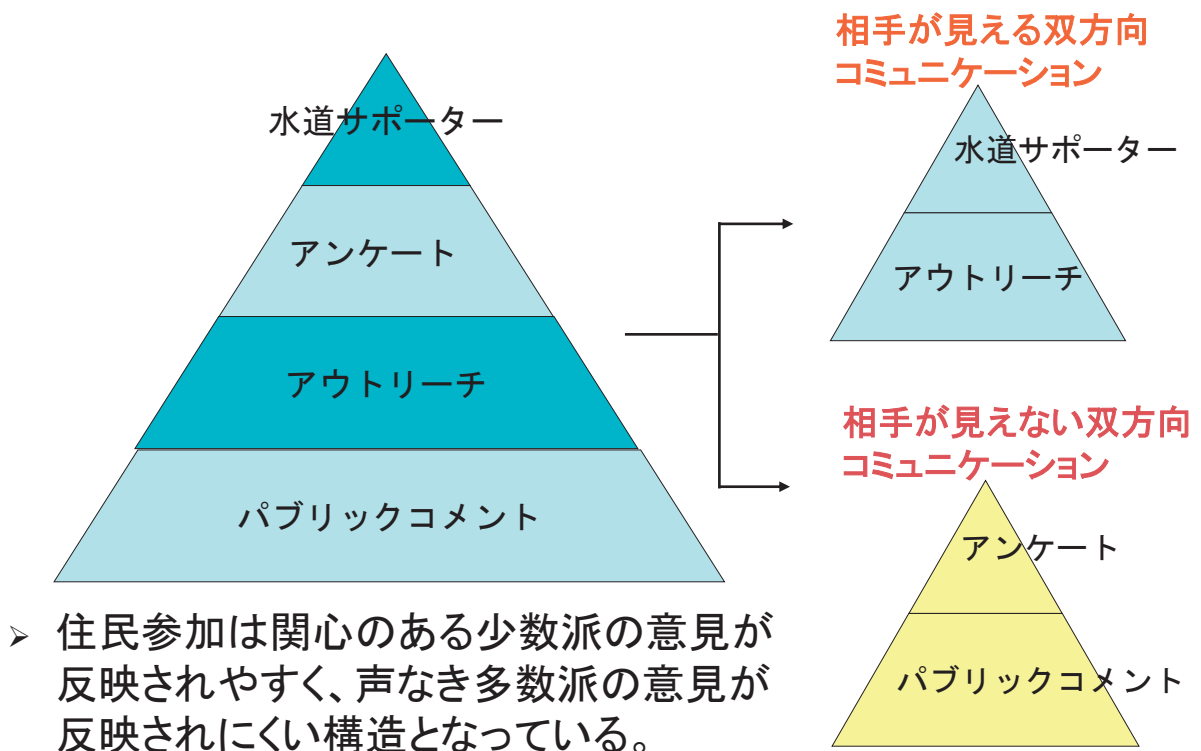 水道サポーター
アンケート
アウトリーチ
パブリックコメント
相手が見える双方向
コミュニケーション
水道サポーター
アウトリーチ
相手が見えない双方向
コミュニケーション
アンケート
パブリックコメント
➢ 住民参加は関心のある少数派の意見が
反映されやすく、声なき多数派の意見が
反映されにくい構造となっている。